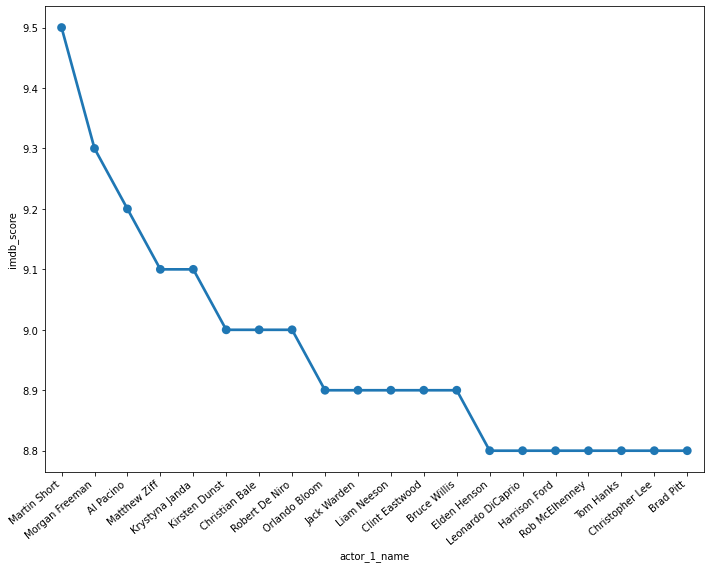 9.5
9.4
9.3
9.2
9.1
9.0
8.9
8.8
imdb_score
Martin Short
Morgan Freeman
Al Pacino
Matthew Ziff
Krystyna Janda
Kirsten Dunst
Christian Bale
Robert De Niro
Orlando Bloom
Jack Warden
Liam Neeson
Clint Eastwood
Bruce Willis
Elden Henson
Leonardo DiCaprio
Harrison Ford
Rob McElhenney
Tom Hanks
Christopher Lee
Brad Pitt
actor_1_name